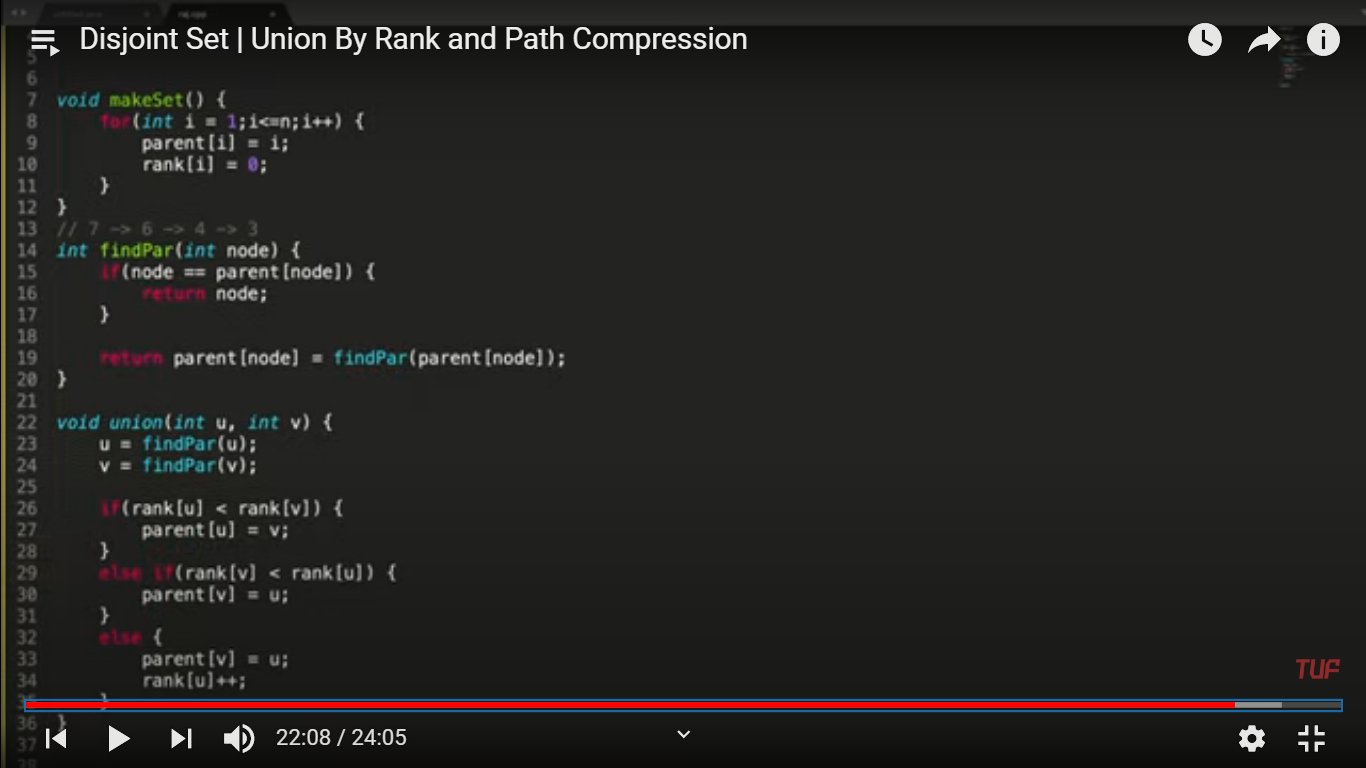 Disjoint Set | Union By Rank and Path Compression
5
6
7 void makeSet() {
8 for(int i = 1;i<=n;i++) {
9 parent[i] = i;
10 rank[i] = 0;
11 }
12 }
13 // 7 -> 6 -> 4 -> 3
14 int findPar(int node) {
15 if(node == parent[node]) {
16 return node;
17 }
18
19 return parent[node] = findPar(parent[node]);
20 }
21
22 void union(int u, int v) {
23 u = findPar(u);
24 v = findPar(v);
25
26 if(rank[u] < rank[v]) {
27 parent[u] = v;
28 }
29 else if(rank[v] < rank[u]) {
30 parent[v] = u;
31 }
32 else {
33 parent[v] = u;
34 rank[u]++;
35 }
36 }
37
38
TUF
22:08 / 24:05